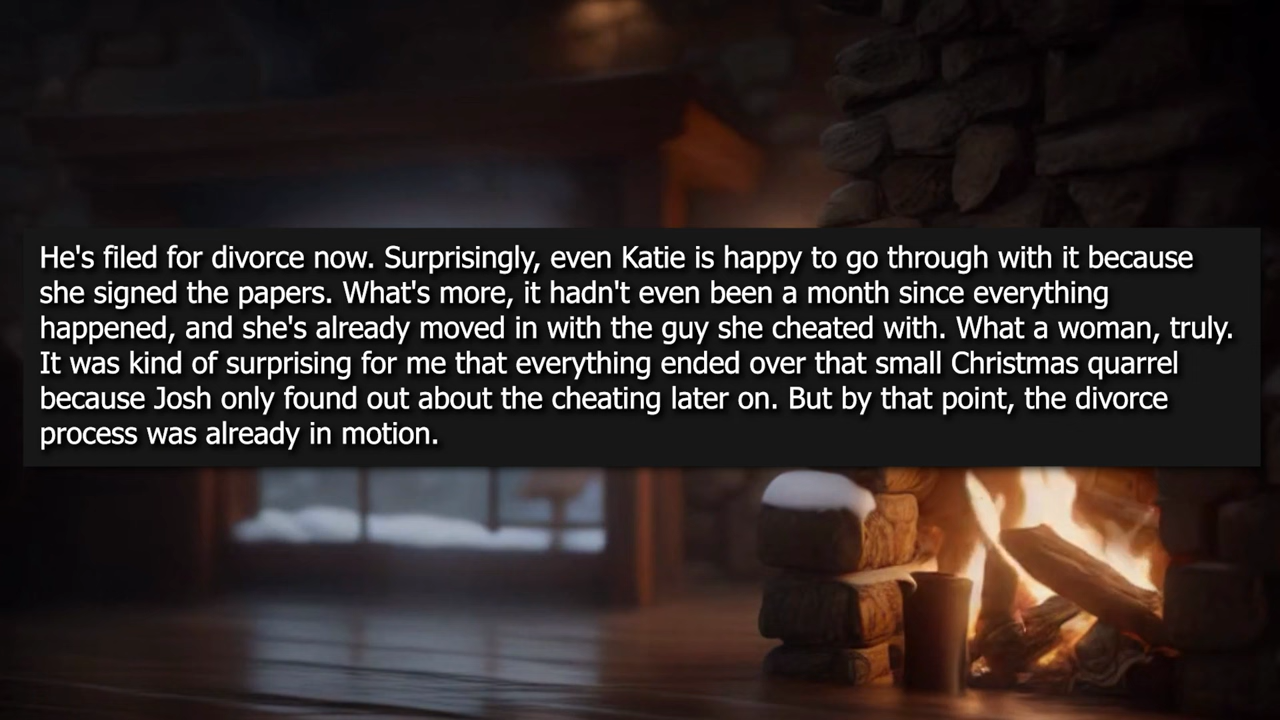 He's filed for divorce now. Surprisingly, even Katie is happy to go through with it because
she signed the papers. What's more, it hadn't even been a month since everything
happened, and she's already moved in with the guy she cheated with. What a woman, truly.
It was kind of surprising for me that everything ended over that small Christmas quarrel
because Josh only found out about the cheating later on. But by that point, the divorce
process was already in motion.